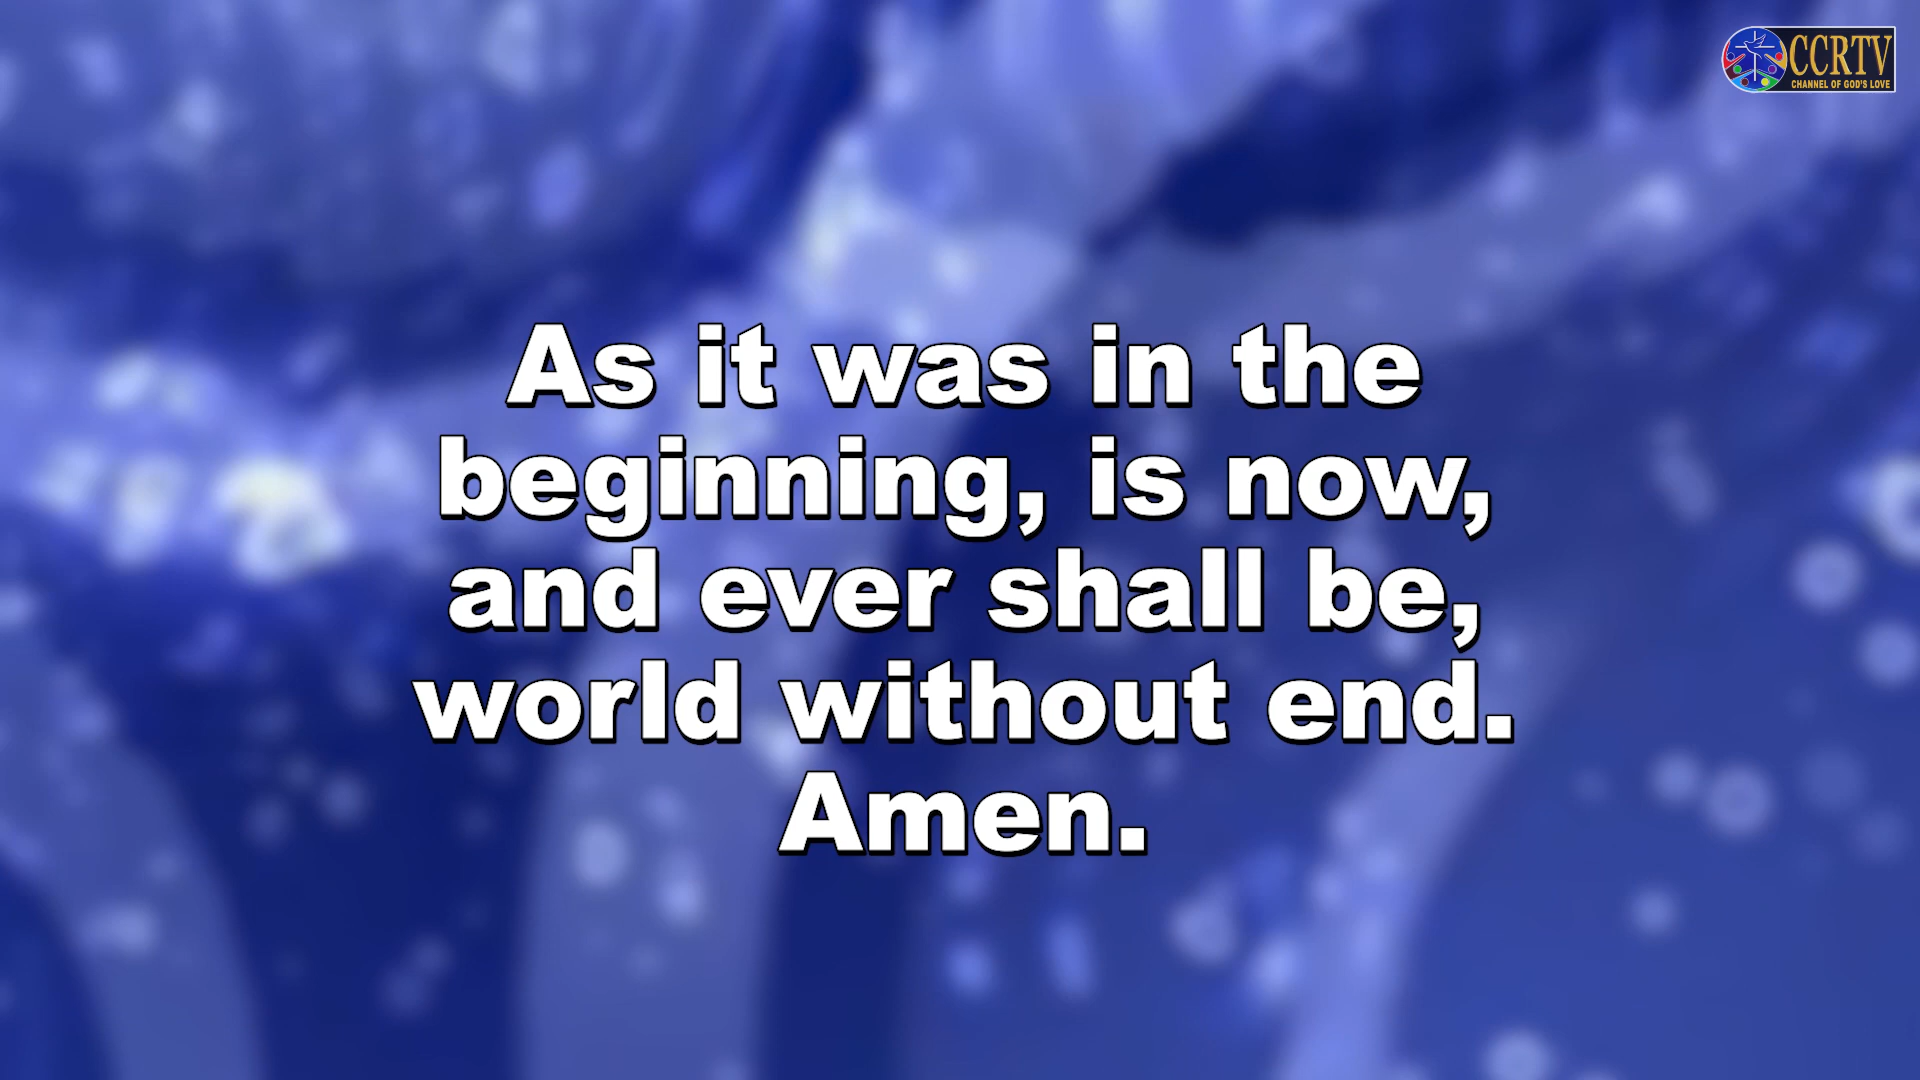 CCRTV
CHANNEL OF GOD'S LOVE
As it was in the
beginning, is now,
and ever shall be,
world without end.
Amen.